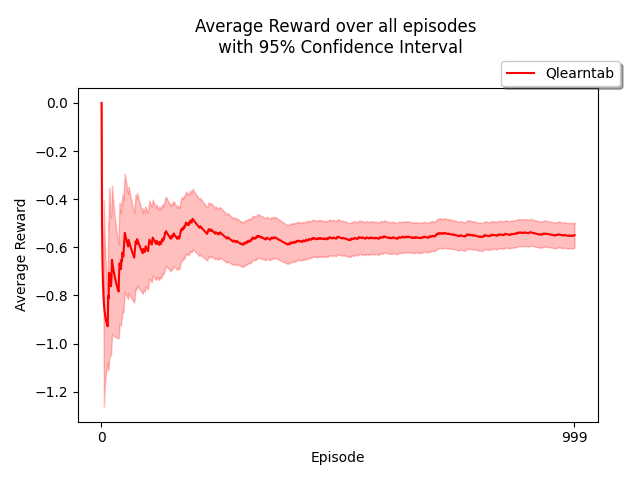 Average Reward over all episodes
with 95% Confidence Interval
Qlearntab
0.0
−0.2
−0.4
−0.6
−0.8
−1.0
−1.2
Average Reward
0
999
Episode